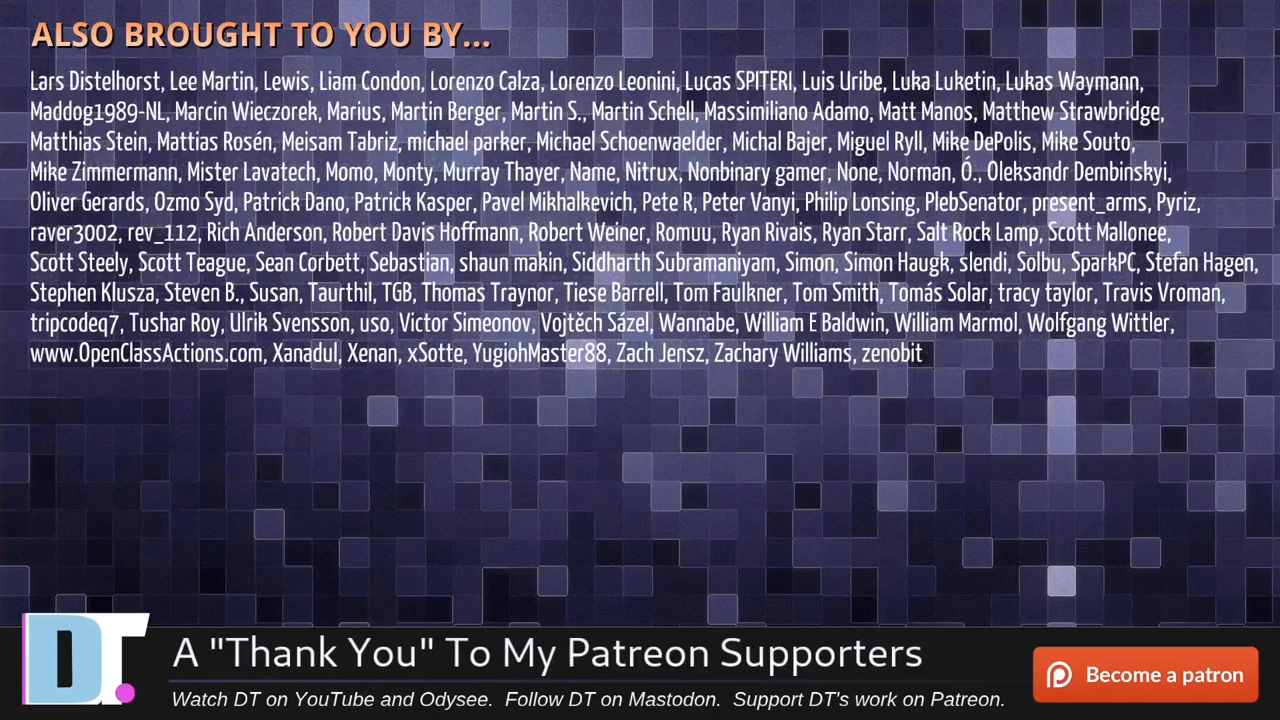 ALSO BROUGHT TO YOU BY...
Lars Distelhorst, Lee Martin, Lewis, Liam Condon, Lorenzo Calza, Lorenzo Leonini, Lucas SPITERI, Luis Uribe, Luka Luketin, Lukas Waymann,
Maddog1989-NL, Marcin Wieczorek, Marius, Martin Berger, Martin S., Martin Schell, Massimiliano Adamo, Matt Manos, Matthew Strawbridge,
Matthias Stein, Mattias Rosén, Meisam Tabriz, michael parker, Michael Schoenwaelder, Michal Bajer, Miguel Ryll, Mike DePolis, Mike Souto,
Mike Zimmermann, Mister Lavatech, Momo, Monty, Murray Thayer, Name, Nitrux, Nonbinary gamer, None, Norman, Ó., Oleksandr Dembinskyi,
Oliver Gerards, Ozmo Syd, Patrick Dano, Patrick Kasper, Pavel Mikhalkevich, Pete R, Peter Vanyi, Philip Lonsing, PlebSenator, present_arms, Pyriz,
raver3002, rev_112, Rich Anderson, Robert Davis Hoffmann, Robert Weiner, Romuu, Ryan Rivais, Ryan Starr, Salt Rock Lamp, Scott Mallonee,
Scott Steely, Scott Teague, Sean Corbett, Sebastian, shaun makin, Siddharth Subramaniyam, Simon, Simon Haugk, slendi, Solbu, SparkPC, Stefan Hagen,
Stephen Klusza, Steven B., Susan, Taurthil, TGB, Thomas Traynor, Tiese Barrell, Tom Faulkner, Tom Smith, Tomás Solar, tracy taylor, Travis Vroman,
tripcodeq7, Tushar Roy, Ulrik Svensson, uso, Victor Simeonov, Vojtěch Sázel, Wannabe, William E Baldwin, William Marmol, Wolfgang Wittler,
www.OpenClassActions.com, Xanadul, Xenan, xSotte, YugiohMaster88, Zach Jensz, Zachary Williams, zenobit
DT
A "Thank You" To My Patreon Supporters
Become a patron
Watch DT on YouTube and Odysee. Follow DT on Mastodon. Support DT's work on Patreon.